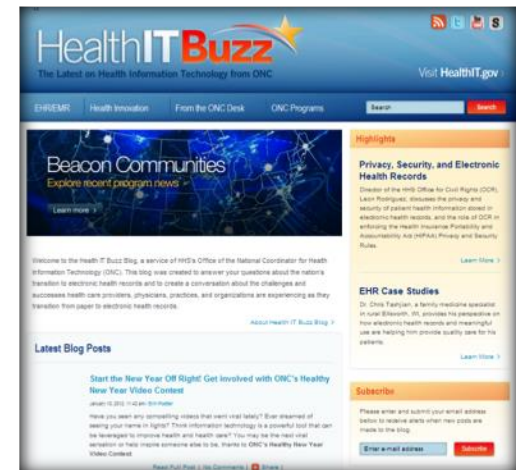 HealthITBuzz
The Latest on Health Information Technology from ONC
Visit HealthIT.gov
EHR/EMR Health Innovation From the ONC Desk ONC Programs
Search Search
Beacon Communities
Explore recent program news
Learn more >
Welcome to the Health IT Buzz Blog, a service of HHS's Office of the National Coordinator for Health
Information Technology (ONC). This blog was created to answer your questions about the nation's
transition to electronic health records and to create a conversation about the challenges and
successes health care providers, physicians, practices, and organizations are experiencing as they
transition from paper to electronic health records.
About Health IT Buzz Blog >
Latest Blog Posts
Start the New Year Off Right! Get involved with ONC's Healthy
New Year Video Contest
Have you seen any compelling videos that went viral lately? Ever dreamed of
seeing your name in lights? Think information technology is a powerful tool that can
be leveraged to improve health and health care? You may be the next viral
sensation or help inspire someone else to be, thanks to ONC's Healthy New Year
Video Contest.
Read Full Post | No Comments | Share |
Highlights
Privacy, Security, and Electronic
Health Records
Director of the HHS Office for Civil Rights (OCR),
Leon Rodriguez, discusses the privacy and
security of patient health information stored in
electronic health records, and the role of OCR in
enforcing the Health Insurance Portability and
Accountability Act (HIPAA) Privacy and Security
Rules.
Learn More >
EHR Case Studies
Dr. Chris Tashjian, a family medicine specialist
in rural Ellsworth, WI, provides his perspective on
how electronic health records and meaningful
use are helping him provide quality care for his
patients.
Learn More >
Subscribe
Please enter and submit your email address
below to receive alerts when new posts are
made to the blog.
Enter e-mail address Subscribe